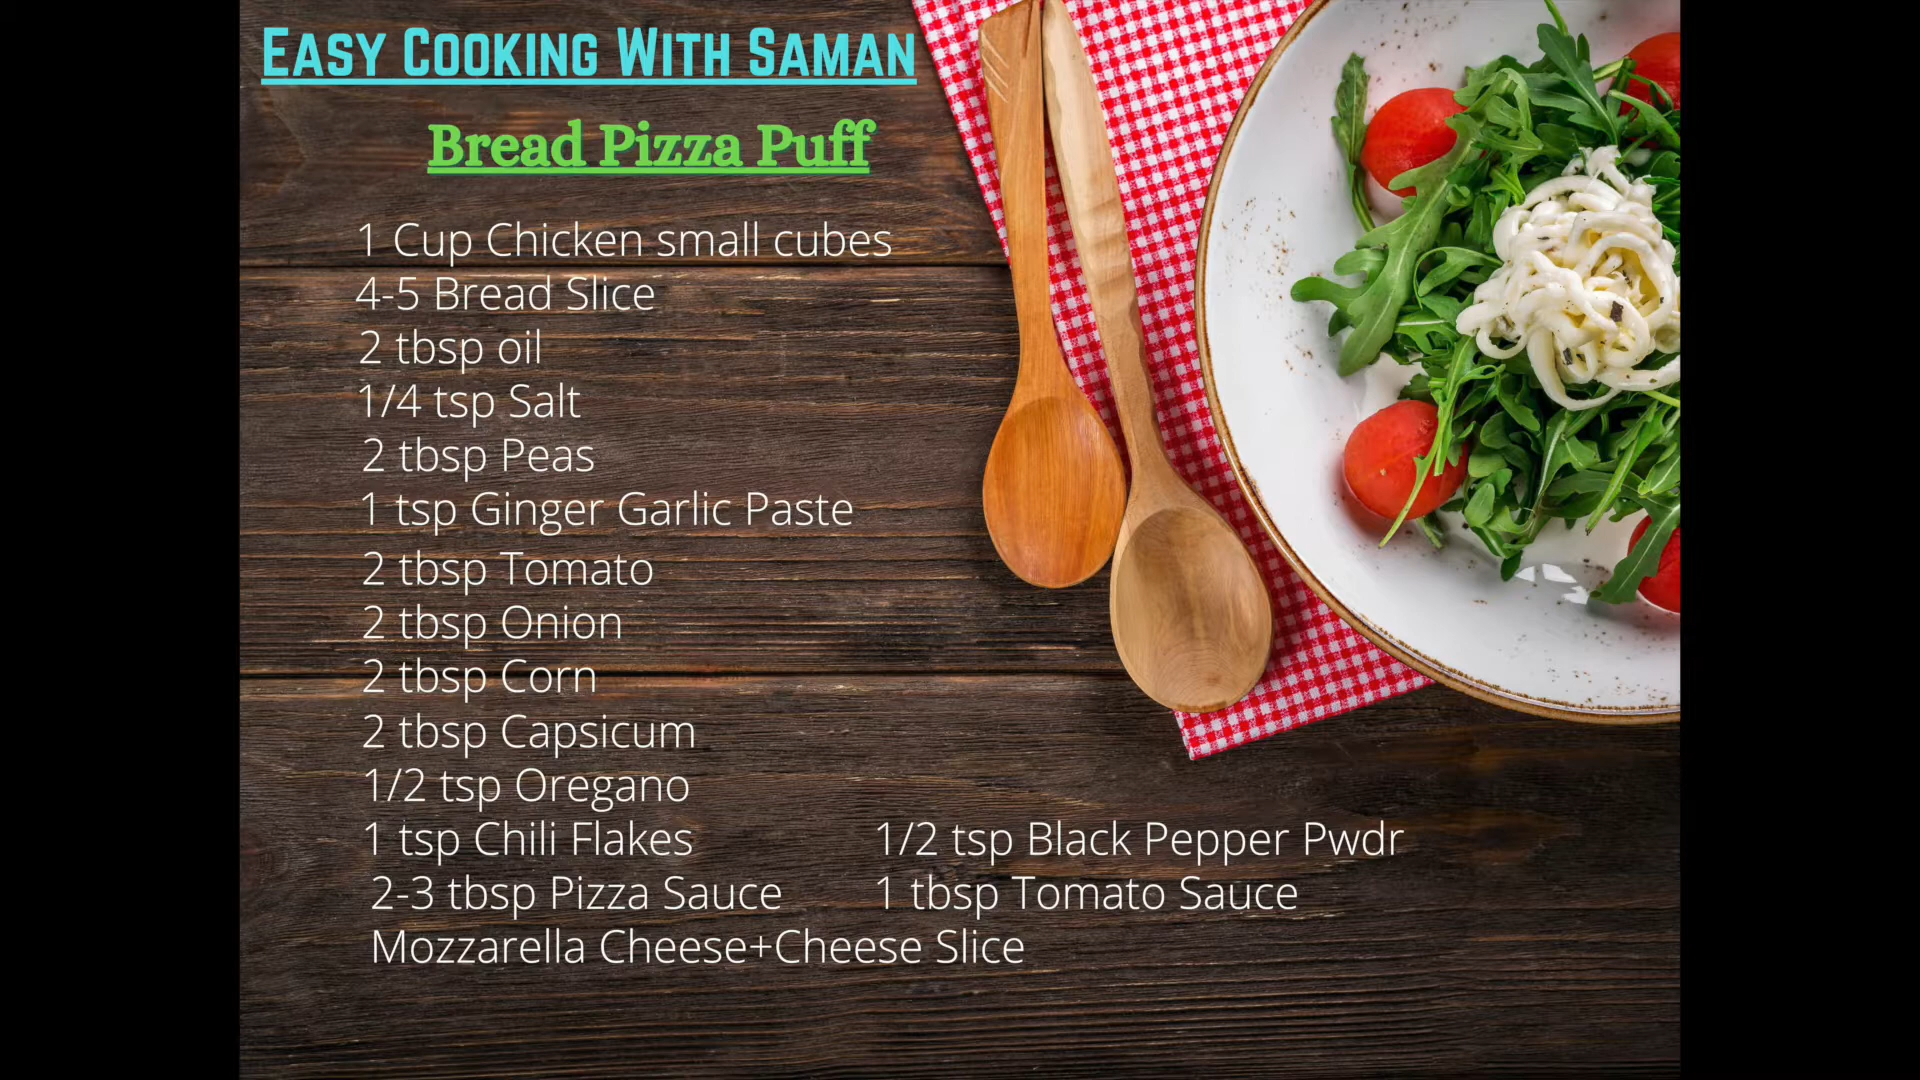 Easy Cooking With Saman
Bread Pizza Puff
1 Cup Chicken small cubes
4-5 Bread Slice
2 tbsp oil
1/4 tsp Salt
2 tbsp Peas
1 tsp Ginger Garlic Paste
2 tbsp Tomato
2 tbsp Onion
2 tbsp Corn
2 tbsp Capsicum
1/2 tsp Oregano
1 tsp Chili Flakes
1/2 tsp Black Pepper Pwdr
2-3 tbsp Pizza Sauce
1 tbsp Tomato Sauce
Mozzarella Cheese+Cheese Slice